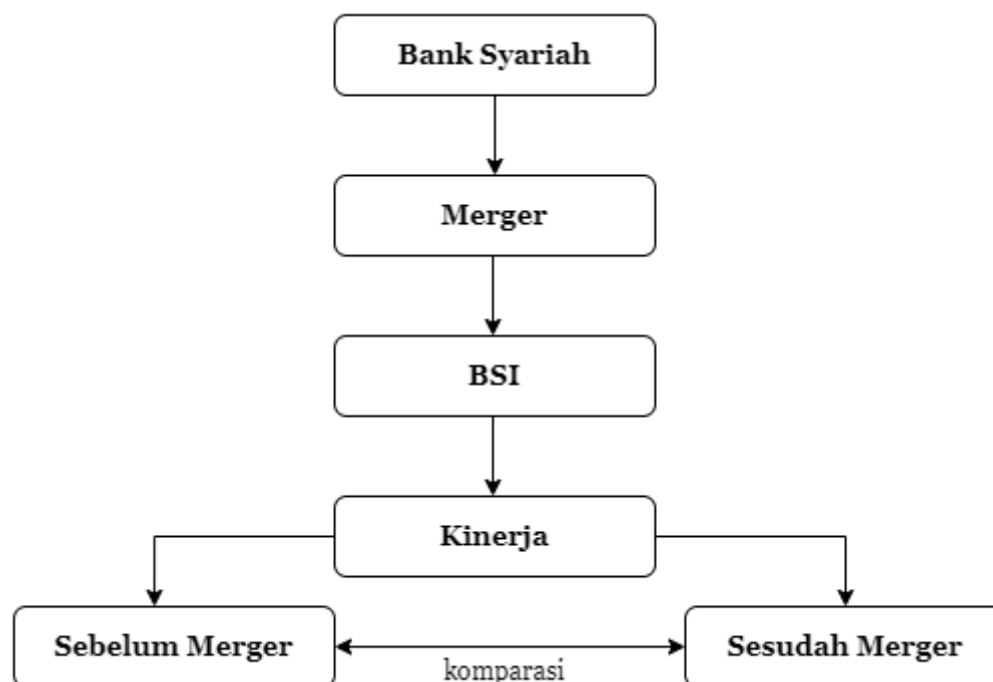 Bank Syariah
Merger
BSI
Kinerja
Sebelum Merger
komparasi
Sesudah Merger